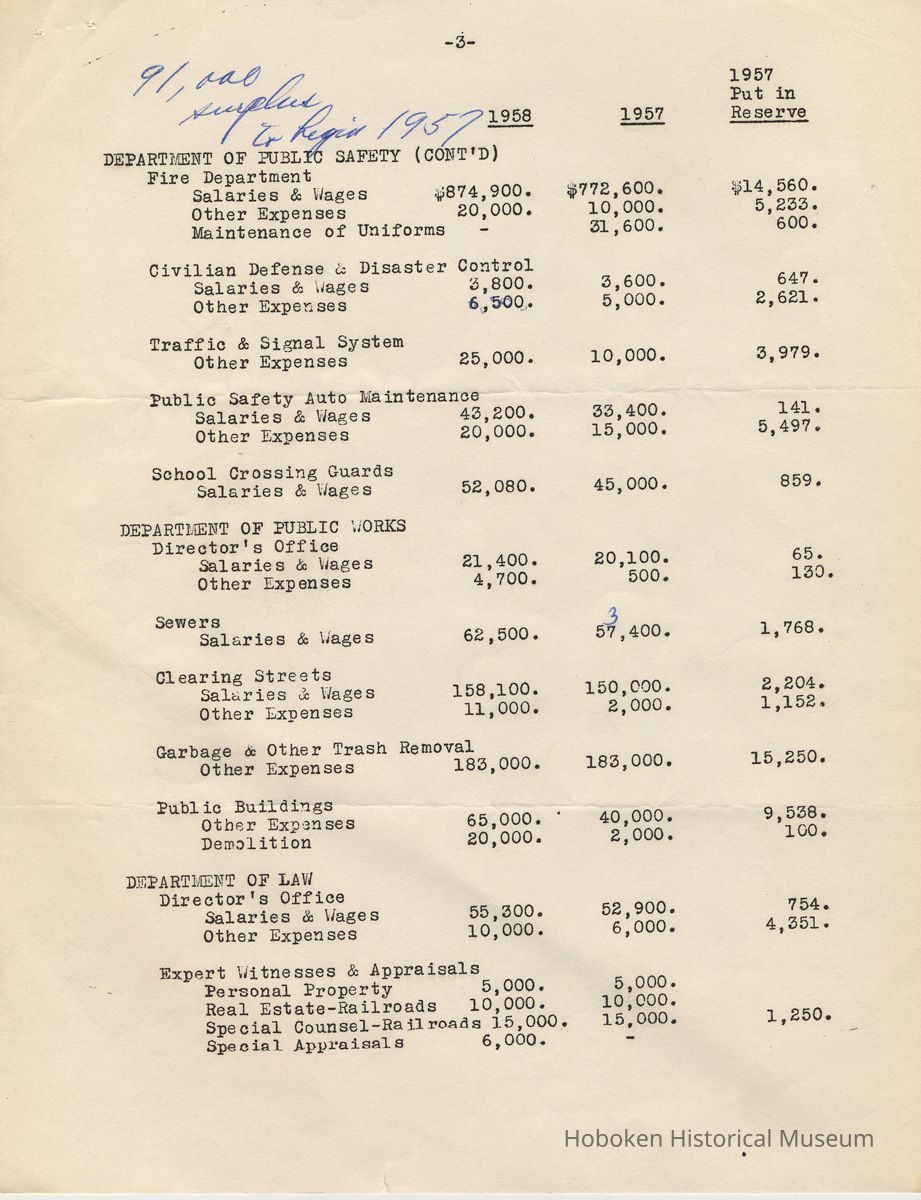 -3-
91,000
surplus
to begin 1957
1957
Put in
1958 1957 Reserve
DEPARTMENT OF PUBLIC SAFETY (CONT'D)
Fire Department
Salaries & Wages $874,900. $772,600. $14,560.
Other Expenses 20,000. 10,000. 5,233.
Maintenance of Uniforms - 31,600. 600.
Civilian Defense & Disaster Control
Salaries & Wages 3,800. 3,600. 647.
Other Expenses 6,500. 5,000. 2,621.
Traffic & Signal System
Other Expenses 25,000. 10,000. 3,979.
Public Safety Auto Maintenance
Salaries & Wages 43,200. 33,400. 141.
Other Expenses 20,000. 15,000. 5,497.
School Crossing Guards
Salaries & Wages 52,080. 45,000. 859.
DEPARTMENT OF PUBLIC WORKS
Director's Office
Salaries & Wages 21,400. 20,100. 65.
Other Expenses 4,700. 500. 130.
3
Sewers
Salaries & Wages 62,500. 57,400. 1,768.
Clearing Streets
Salaries & Wages 158,100. 150,000. 2,204.
Other Expenses 11,000. 2,000. 1,152.
Garbage & Other Trash Removal
Other Expenses 183,000. 183,000. 15,250.
Public Buildings
Other Expenses 65,000. 40,000. 9,538.
Demolition 20,000. 2,000. 100.
DEPARTMENT OF LAW
Director's Office
Salaries & Wages 55,300. 52,900. 754.
Other Expenses 10,000. 6,000. 4,351.
Expert Witnesses & Appraisals
Personal Property 5,000. 5,000.
Real Estate-Railroads 10,000. 10,000.
Special Counsel-Railroads 15,000. 15,000. 1,250.
Special Appraisals 6,000. -
Hoboken Historical Museum